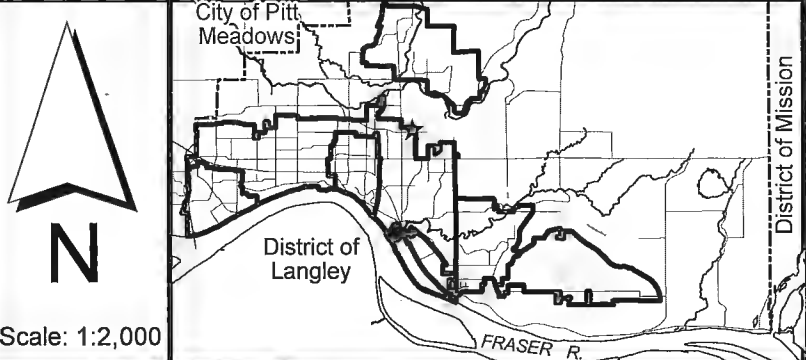 City of Pitt
Meadows
District of Mission
District of
Langley
N
Scale: 1:2,000
FRASER R.